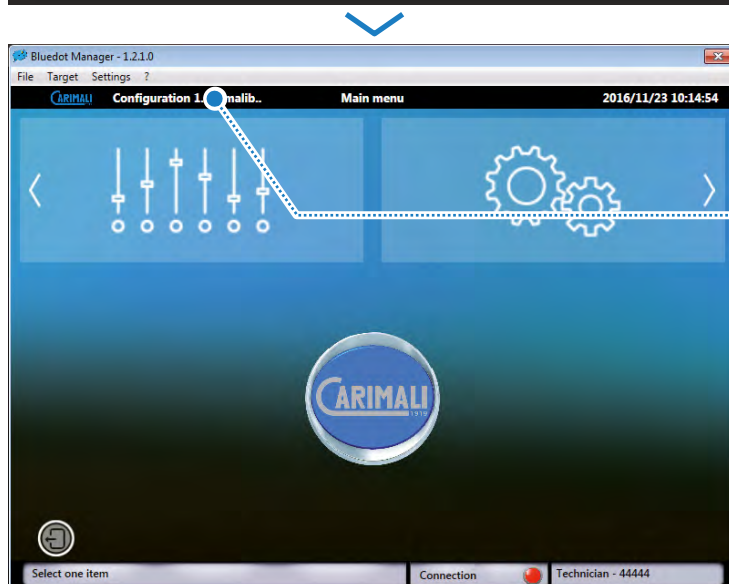 Bluedot Manager - 1.2.1.0
File Target Settings ?
CARIMALI Configuration 1. malib.. Main menu 2016/11/23 10:14:54
CARIMALI
1919
Select one item Connection Technician - 44444